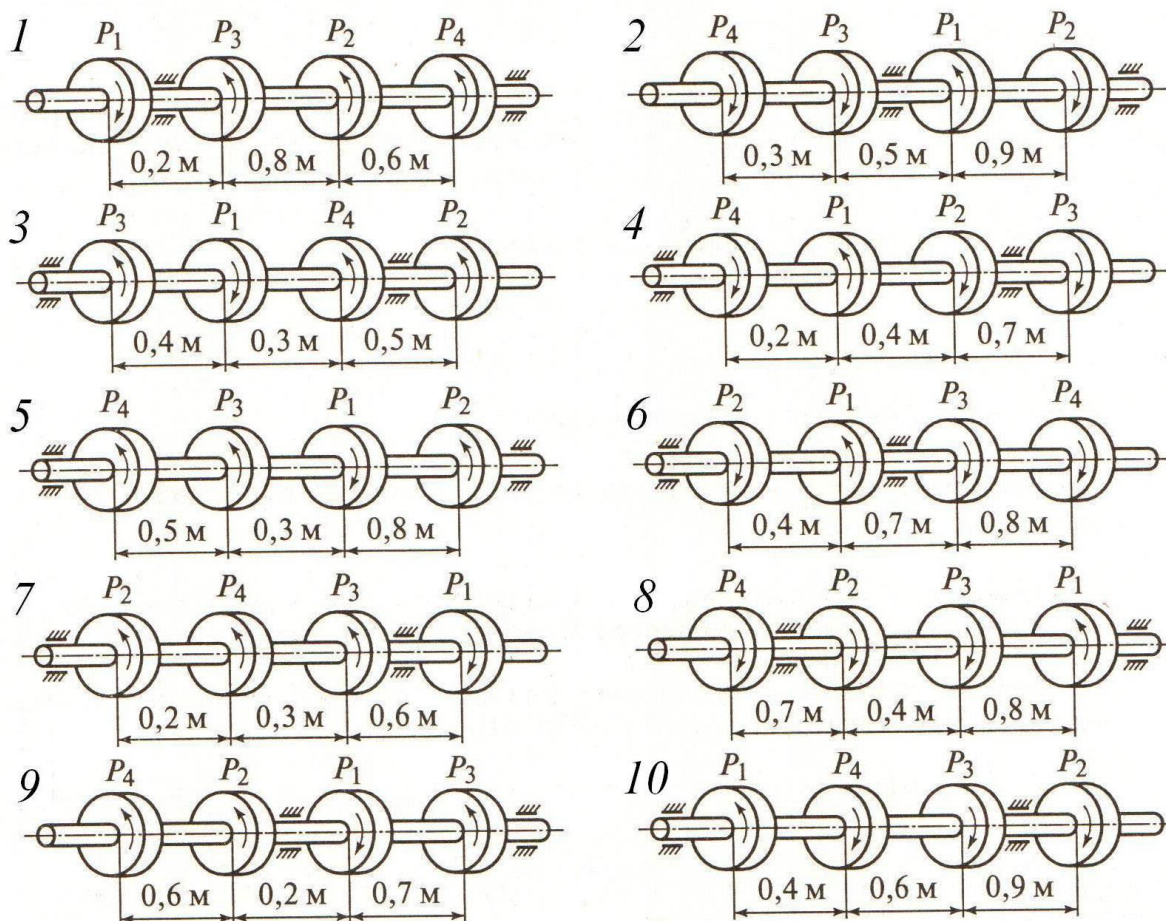 1 P₁ P₃ P₂ P₄
0,2 м 0,8 м 0,6 м
2 P₄ P₃ P₁ P₂
0,3 м 0,5 м 0,9 м
3 P₃ P₁ P₄ P₂
0,4 м 0,3 м 0,5 м
4 P₄ P₁ P₂ P₃
0,2 м 0,4 м 0,7 м
5 P₄ P₃ P₁ P₂
0,5 м 0,3 м 0,8 м
6 P₂ P₁ P₃ P₄
0,4 м 0,7 м 0,8 м
7 P₂ P₄ P₃ P₁
0,2 м 0,3 м 0,6 м
8 P₄ P₂ P₃ P₁
0,7 м 0,4 м 0,8 м
9 P₄ P₂ P₁ P₃
0,6 м 0,2 м 0,7 м
10 P₁ P₄ P₃ P₂
0,4 м 0,6 м 0,9 м